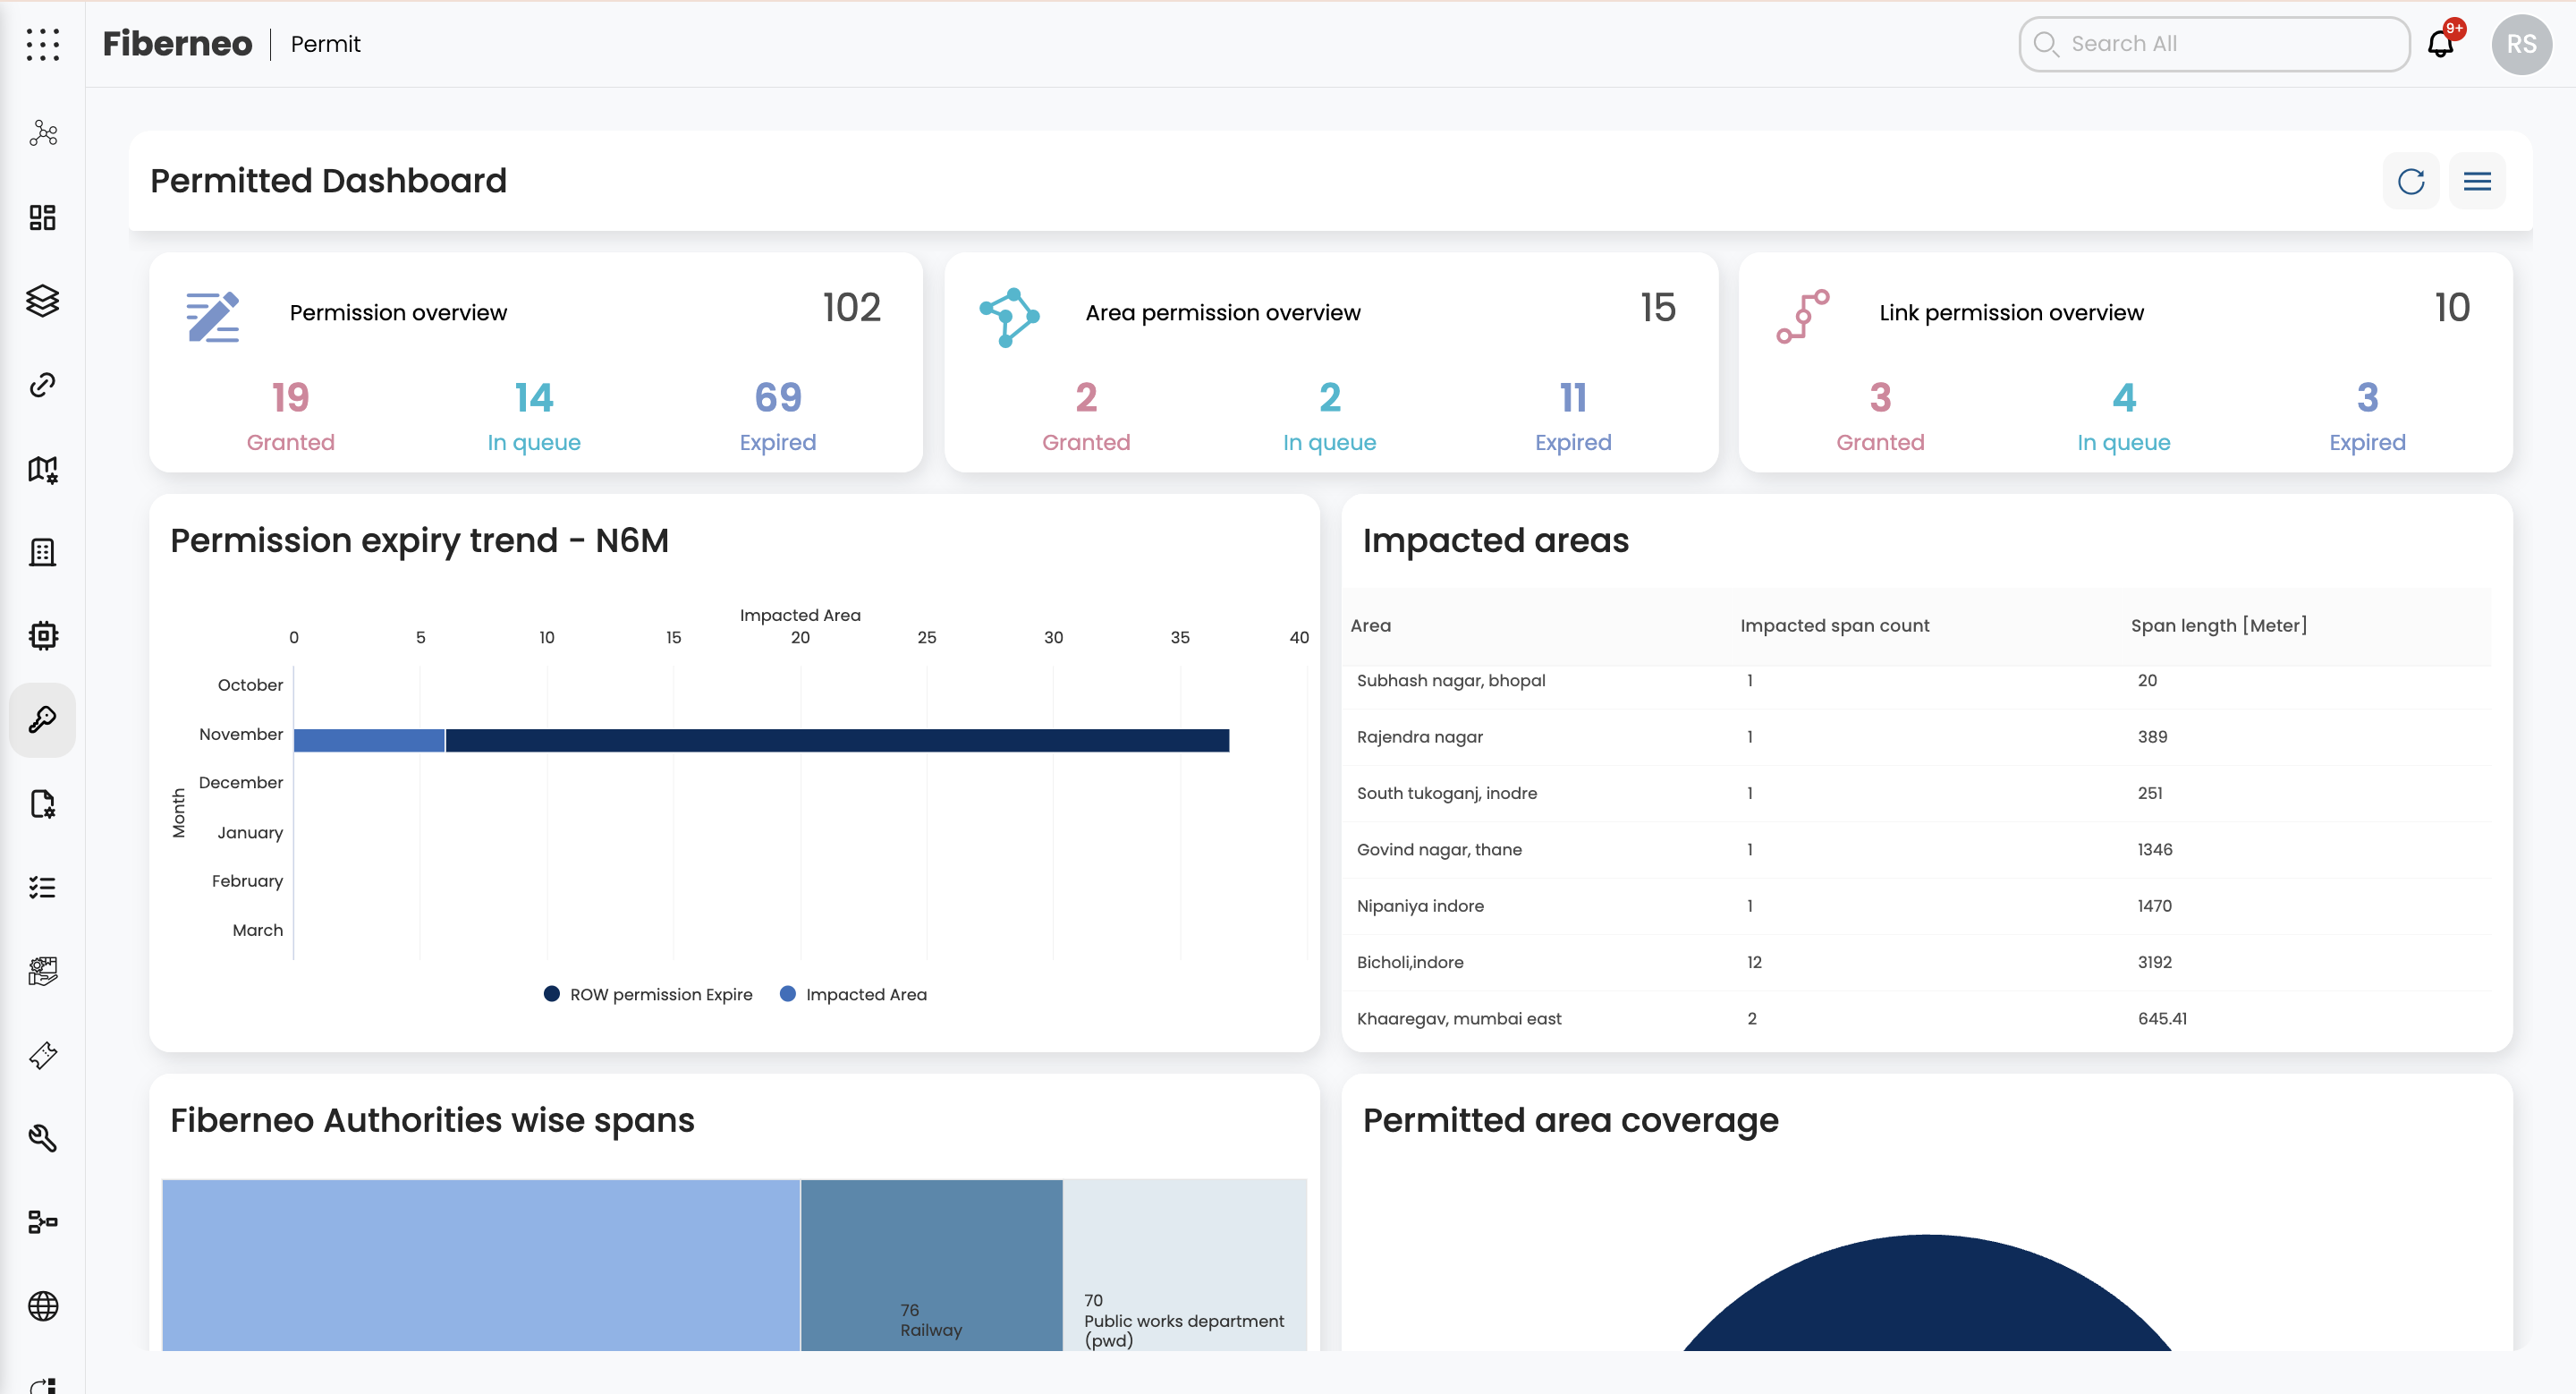 Fiberneo
Permit
Search All
9+
RS
Permitted Dashboard
Permission overview
102
19
14
69
Granted
In queue
Expired
Area permission overview
15
2
2
11
Granted
In queue
Expired
Link permission overview
10
3
4
3
Granted
In queue
Expired
Permission expiry trend - N6M
Impacted Area
0 5 10 15 20 25 30 35 40
Month
October
November
December
January
February
March
ROW permission Expire
Impacted Area
Impacted areas
Area Impacted span count Span length [Meter]
Subhash nagar, bhopal 1 20
Rajendra nagar 1 389
South tukoganj, inodre 1 251
Govind nagar, thane 1 1346
Nipaniya indore 1 1470
Bicholi,indore 12 3192
Khaaregav, mumbai east 2 645.41
Fiberneo Authorities wise spans
76
Railway
70
Public works department
(pwd)
Permitted area coverage